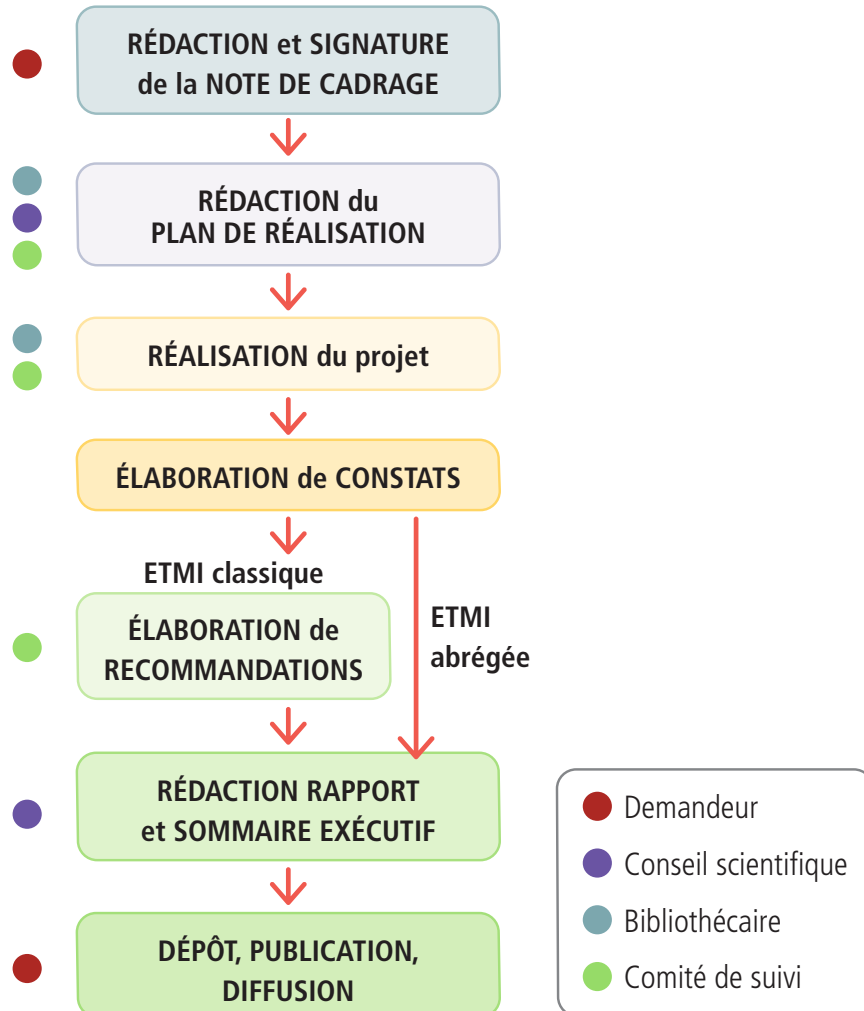 RÉDACTION et SIGNATURE
de la NOTE DE CADRAGE
RÉDACTION du
PLAN DE RÉALISATION
RÉALISATION du projet
ÉLABORATION de CONSTATS
ETMI classique
ÉLABORATION de
RECOMMANDATIONS
ETMI
abrégée
RÉDACTION RAPPORT
et SOMMAIRE EXÉCUTIF
DÉPÔT, PUBLICATION,
DIFFUSION
Demandeur
Conseil scientifique
Bibliothécaire
Comité de suivi